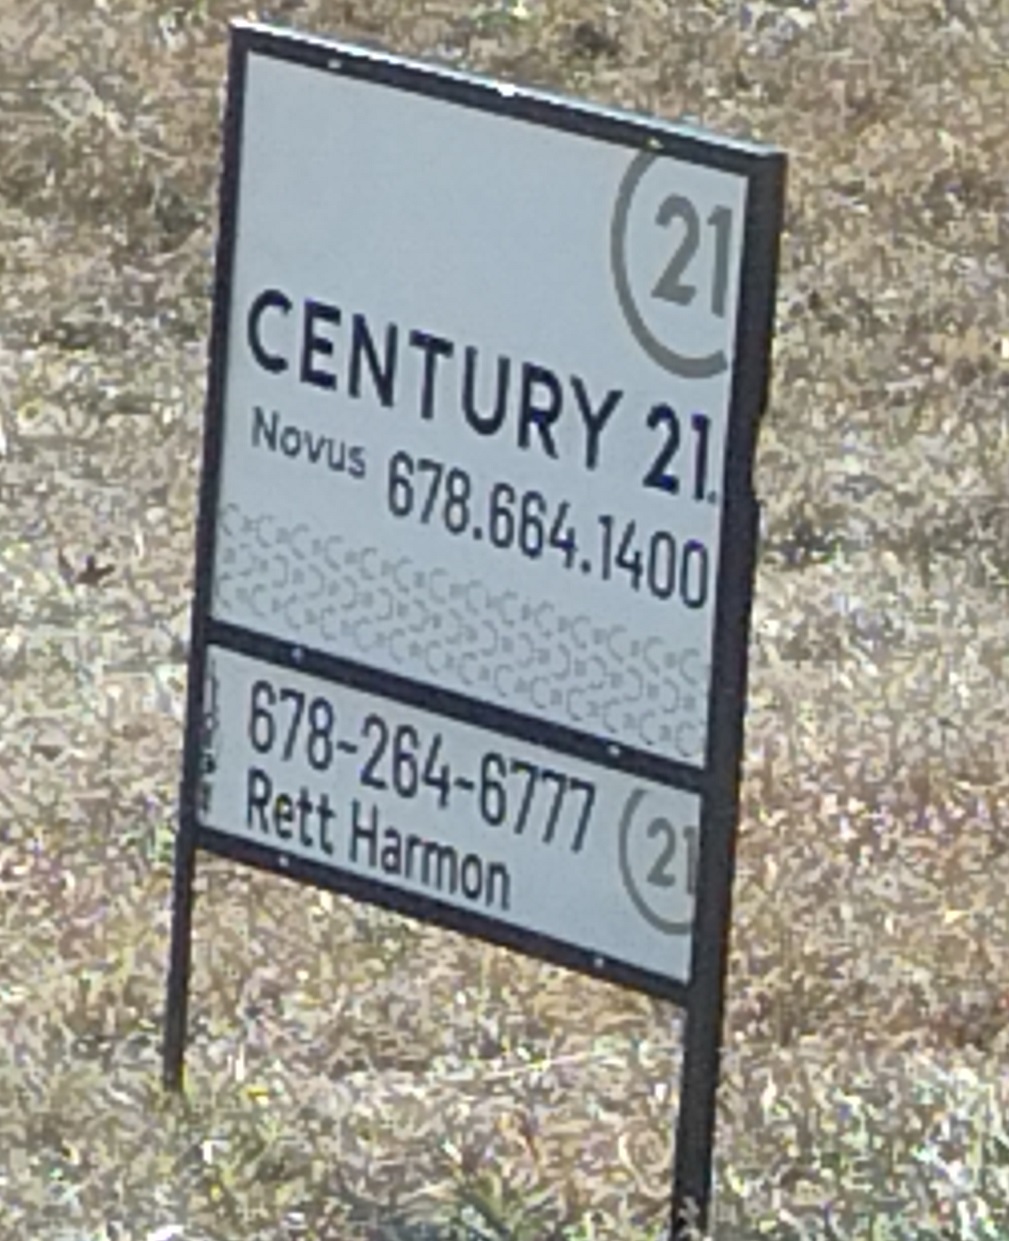 21
CENTURY 21.
Novus 678.664.1400
678-264-6777
Rett Harmon
21